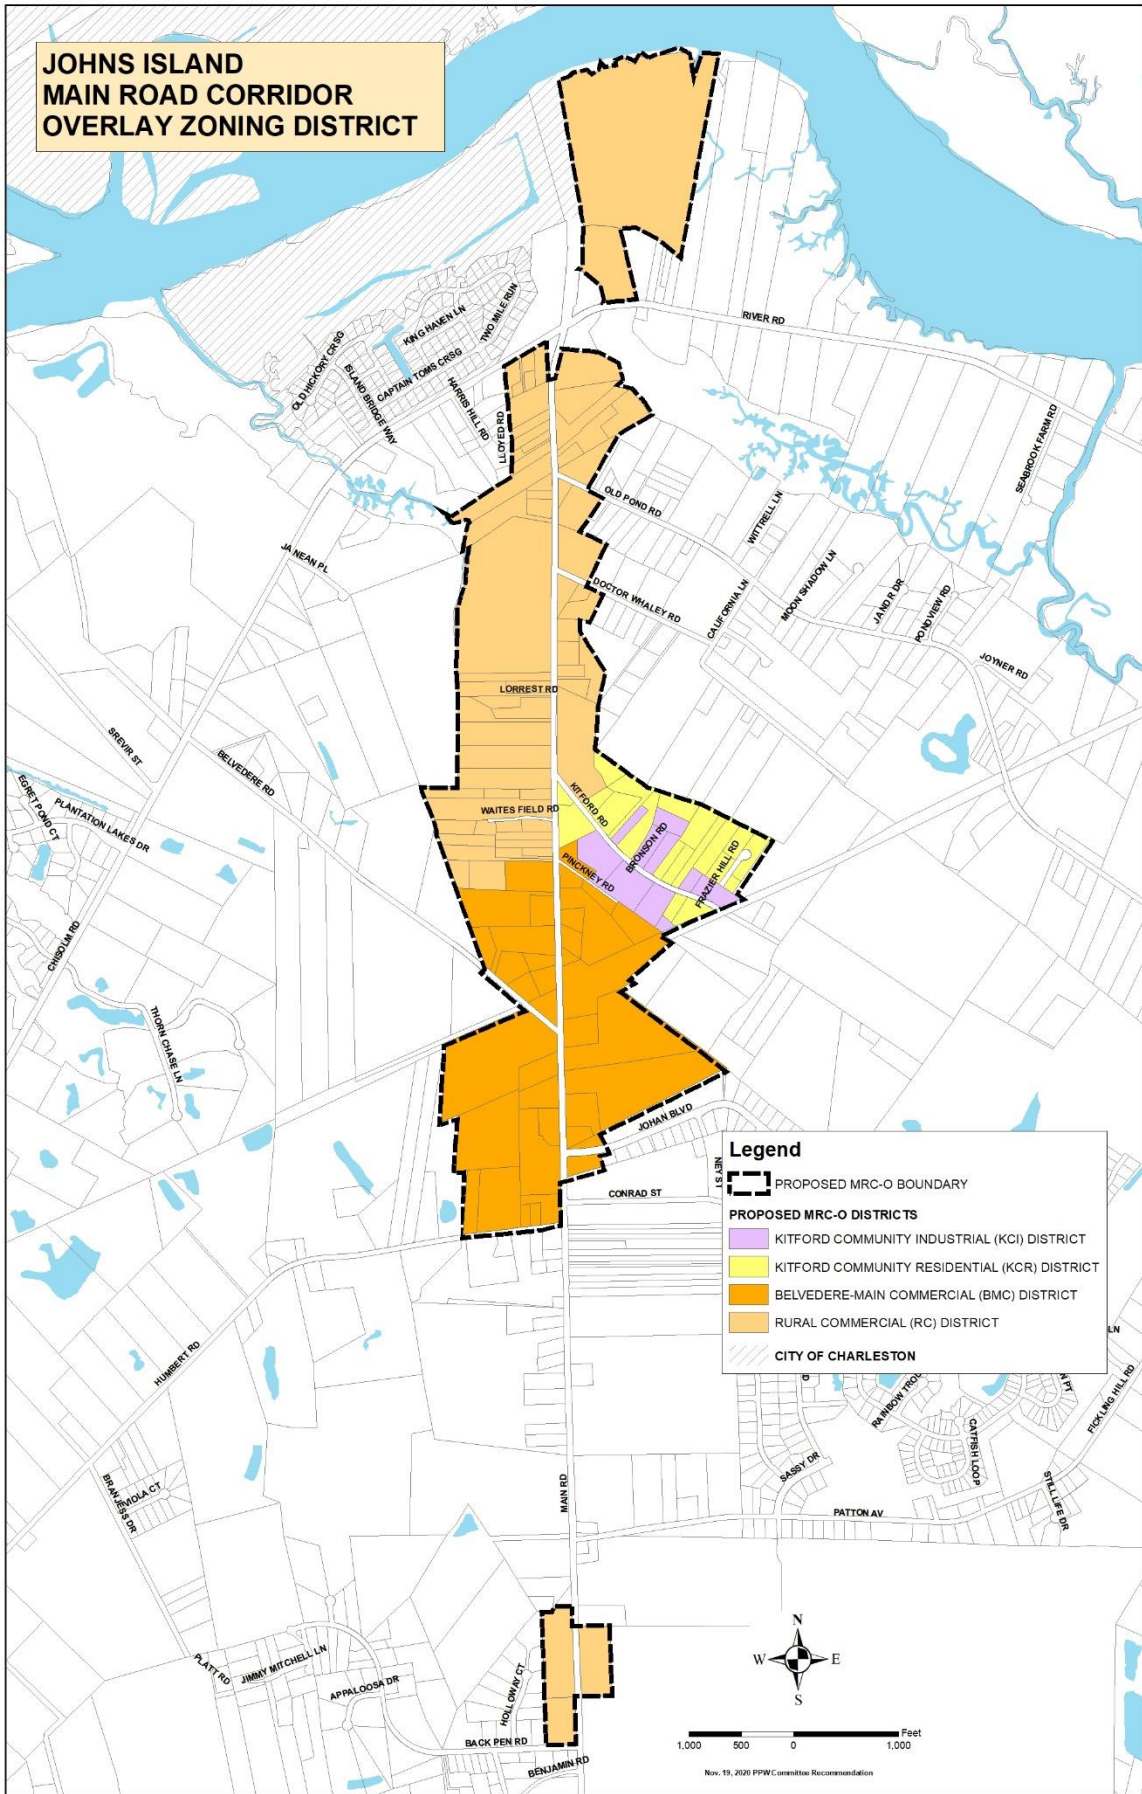 JOHNS ISLAND
MAIN ROAD CORRIDOR
OVERLAY ZONING DISTRICT
RIVER RD
KING HAVEN LN
TWO MILE RUN
OLD HICKORY CRSG
CAPTAIN TOMS CRSG
ISLAND BRIDGE WAY
HARRIS HILL RD
LLOYED RD
SEABROOK FARM RD
OLD POND RD
WITTRELL LN
JANEAN PL
DOCTOR WHALEY RD
CALIFORNIA LN
MOON SHADOW LN
J AND R DR
PONDVIEW RD
JOYNER RD
LORREST RD
SREVIR ST
BELVEDERE RD
EGRET POND CT
PLANTATION LAKES DR
KITFORD RD
WAITES FIELD RD
BRONSON RD
PINCKNEY RD
FRAZIER HILL RD
CHISOLM RD
THORN CHASE LN
JOHAN BLVD
NEY ST
CONRAD ST
Legend
PROPOSED MRC-O BOUNDARY
PROPOSED MRC-O DISTRICTS
KITFORD COMMUNITY INDUSTRIAL (KCI) DISTRICT
KITFORD COMMUNITY RESIDENTIAL (KCR) DISTRICT
BELVEDERE-MAIN COMMERCIAL (BMC) DISTRICT
RURAL COMMERCIAL (RC) DISTRICT
CITY OF CHARLESTON
LN
D
RAINBOW TROU
N PT
FICKLING HILL RD
HUMBERT RD
CATFISH LOOP
SASSY DR
STILL LIFE DR
PATTON AV
MAIN RD
VIOLA CT
BRANJESS DR
PLATT RD
JIMMY MITCHELL LN
APPALOOSA DR
HOLLOWAY CT
BACK PEN RD
BENJAMIN RD
N
W E
S
Feet
1,000 500 0 1,000
Nov. 19, 2020 PPW Committee Recommendation